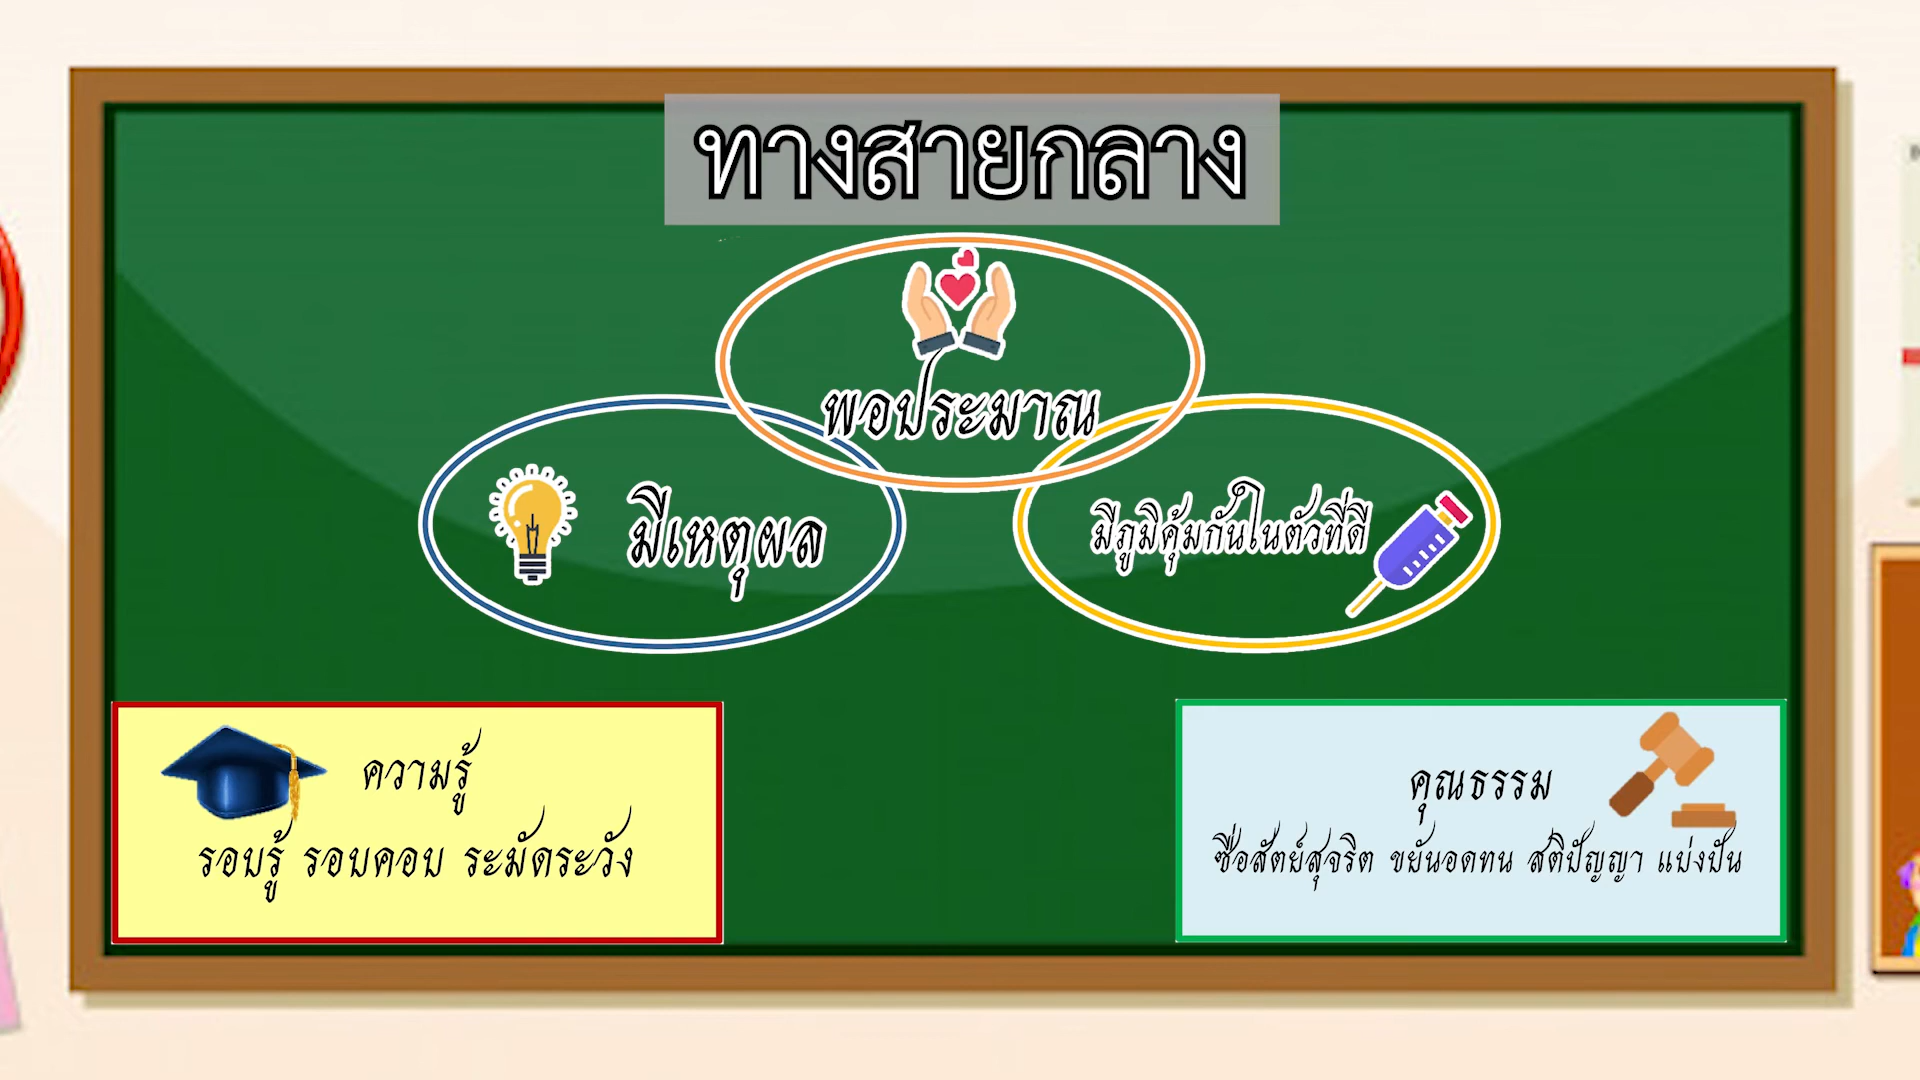 ทางสายกลาง
พอประมาณ
มีเหตุผล
มีภูมิคุ้มกันในตัวที่ดี
ความรู้
รอบรู้ รอบคอบ ระมัดระวัง
คุณธรรม
ซื่อสัตย์สุจริต ขยันอดทน สติปัญญา แบ่งปัน